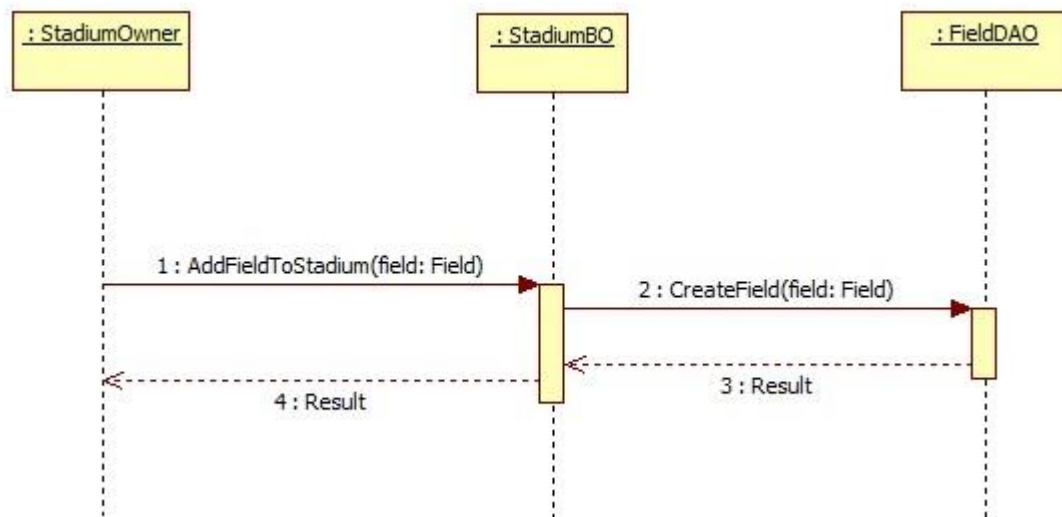 : StadiumOwner
: StadiumBO
: FieldDAO
1 : AddFieldToStadium(field: Field)
2 : CreateField(field: Field)
3 : Result
4 : Result